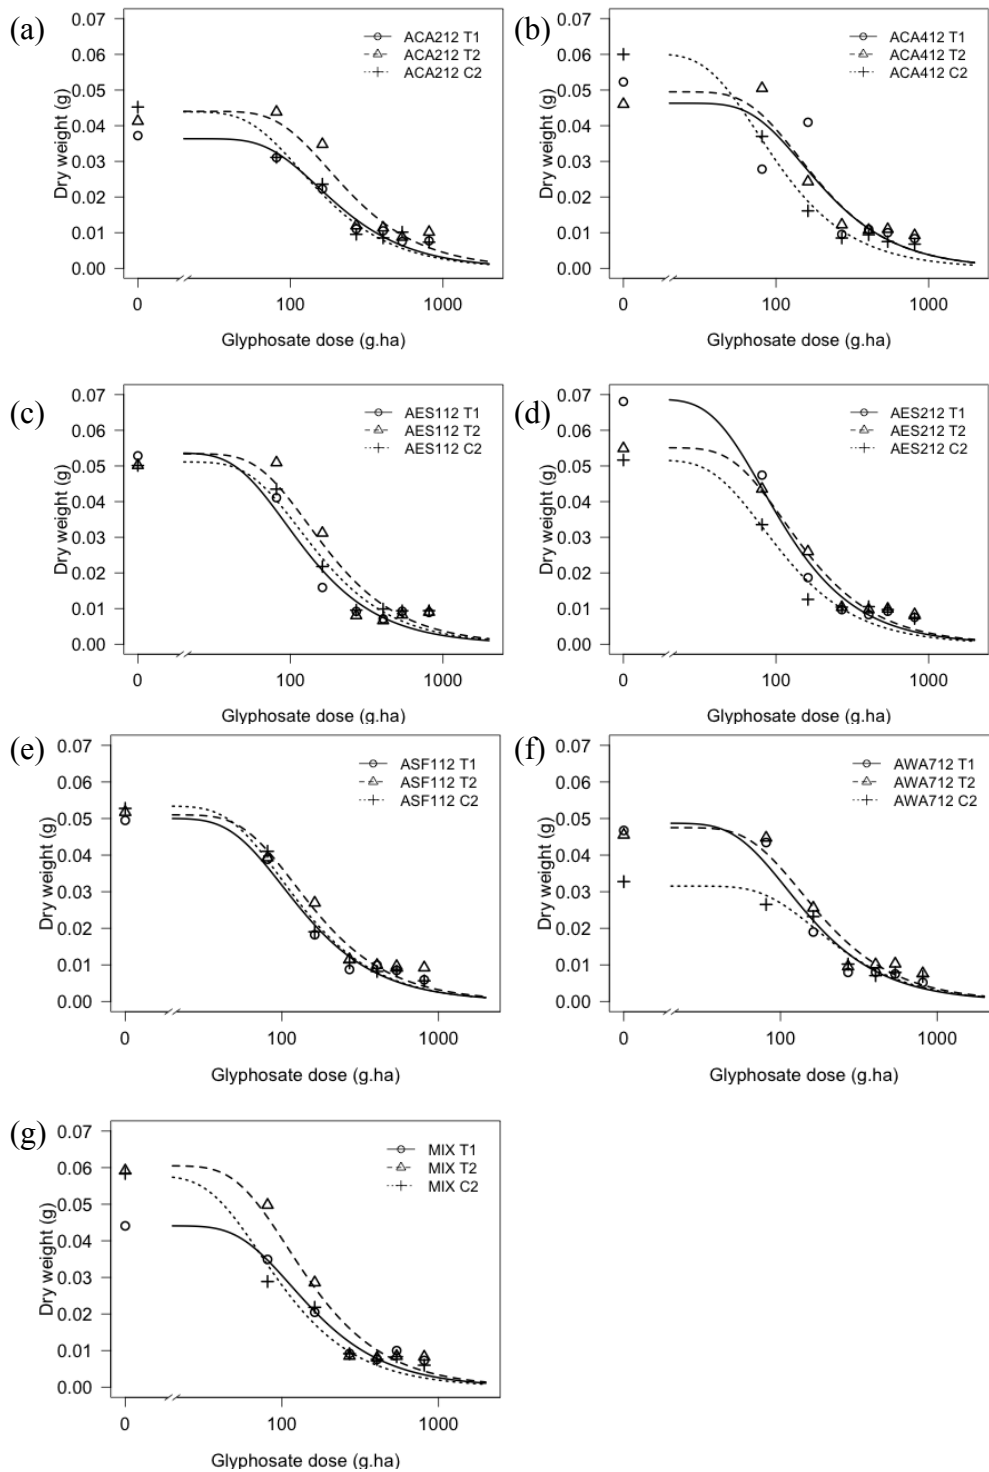 (a)
0.07
0.06
0.05
0.04
0.03
0.02
0.01
0.00
Dry weight (g)
ACA212 T1
ACA212 T2
ACA212 C2
0 100 1000
Glyphosate dose (g.ha)
(b)
0.07
0.06
0.05
0.04
0.03
0.02
0.01
0.00
Dry weight (g)
ACA412 T1
ACA412 T2
ACA412 C2
0 100 1000
Glyphosate dose (g.ha)
(c)
0.07
0.06
0.05
0.04
0.03
0.02
0.01
0.00
Dry weight (g)
AES112 T1
AES112 T2
AES112 C2
0 100 1000
Glyphosate dose (g.ha)
(d)
0.07
0.06
0.05
0.04
0.03
0.02
0.01
0.00
Dry weight (g)
AES212 T1
AES212 T2
AES212 C2
0 100 1000
Glyphosate dose (g.ha)
(e)
0.07
0.06
0.05
0.04
0.03
0.02
0.01
0.00
Dry weight (g)
ASF112 T1
ASF112 T2
ASF112 C2
0 100 1000
Glyphosate dose (g.ha)
(f)
0.07
0.06
0.05
0.04
0.03
0.02
0.01
0.00
Dry weight (g)
AWA712 T1
AWA712 T2
AWA712 C2
0 100 1000
Glyphosate dose (g.ha)
(g)
0.07
0.06
0.05
0.04
0.03
0.02
0.01
0.00
Dry weight (g)
MIX T1
MIX T2
MIX C2
0 100 1000
Glyphosate dose (g.ha)